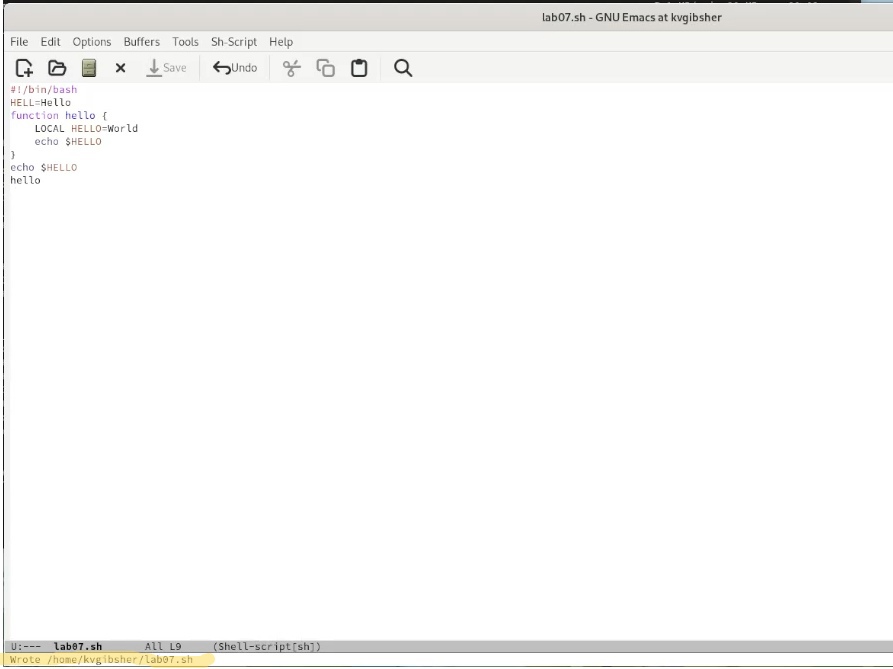 lab07.sh - GNU Emacs at kvgibsher
File Edit Options Buffers Tools Sh-Script Help
Save Undo
#!/bin/bash
HELL=Hello
function hello {
    LOCAL HELLO=World
    echo $HELLO
}
echo $HELLO
hello
U:--- lab07.sh All L9 (Shell-script[sh])
Wrote /home/kvgibsher/lab07.sh